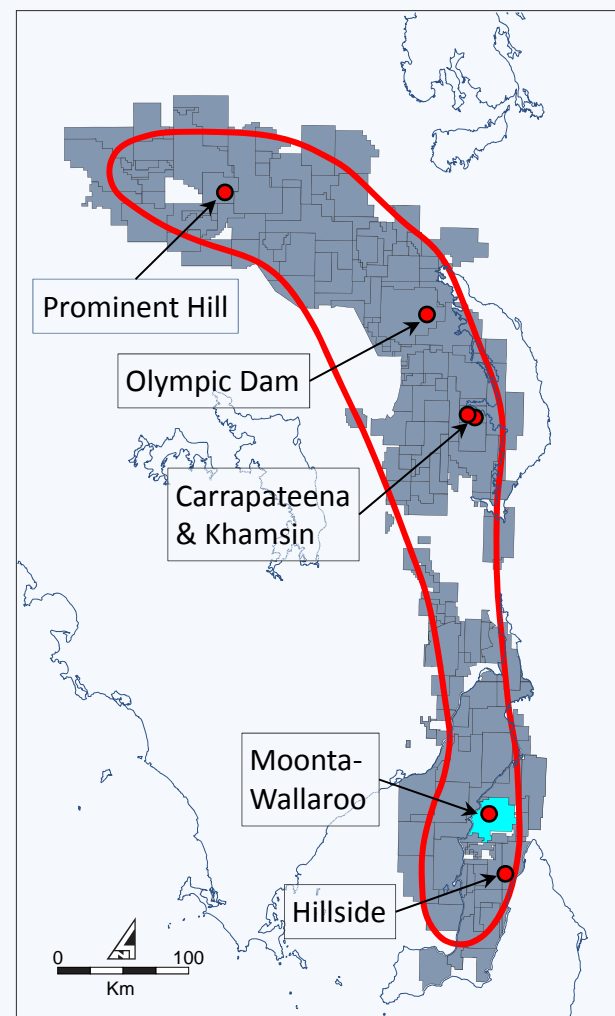 Prominent Hill
Olympic Dam
Carrapateena
& Khamsin
Moonta-
Wallaroo
Hillside
N
0 100
Km